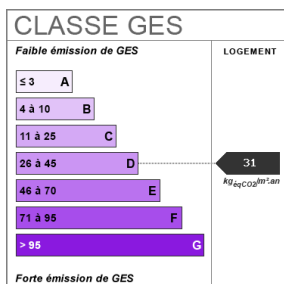 CLASSE GES
Faible émission de GES
LOGEMENT
≤ 3 A
4 à 10 B
11 à 25 C
26 à 45 D
31
kgéqCO2/m².an
46 à 70 E
71 à 95 F
> 95 G
Forte émission de GES